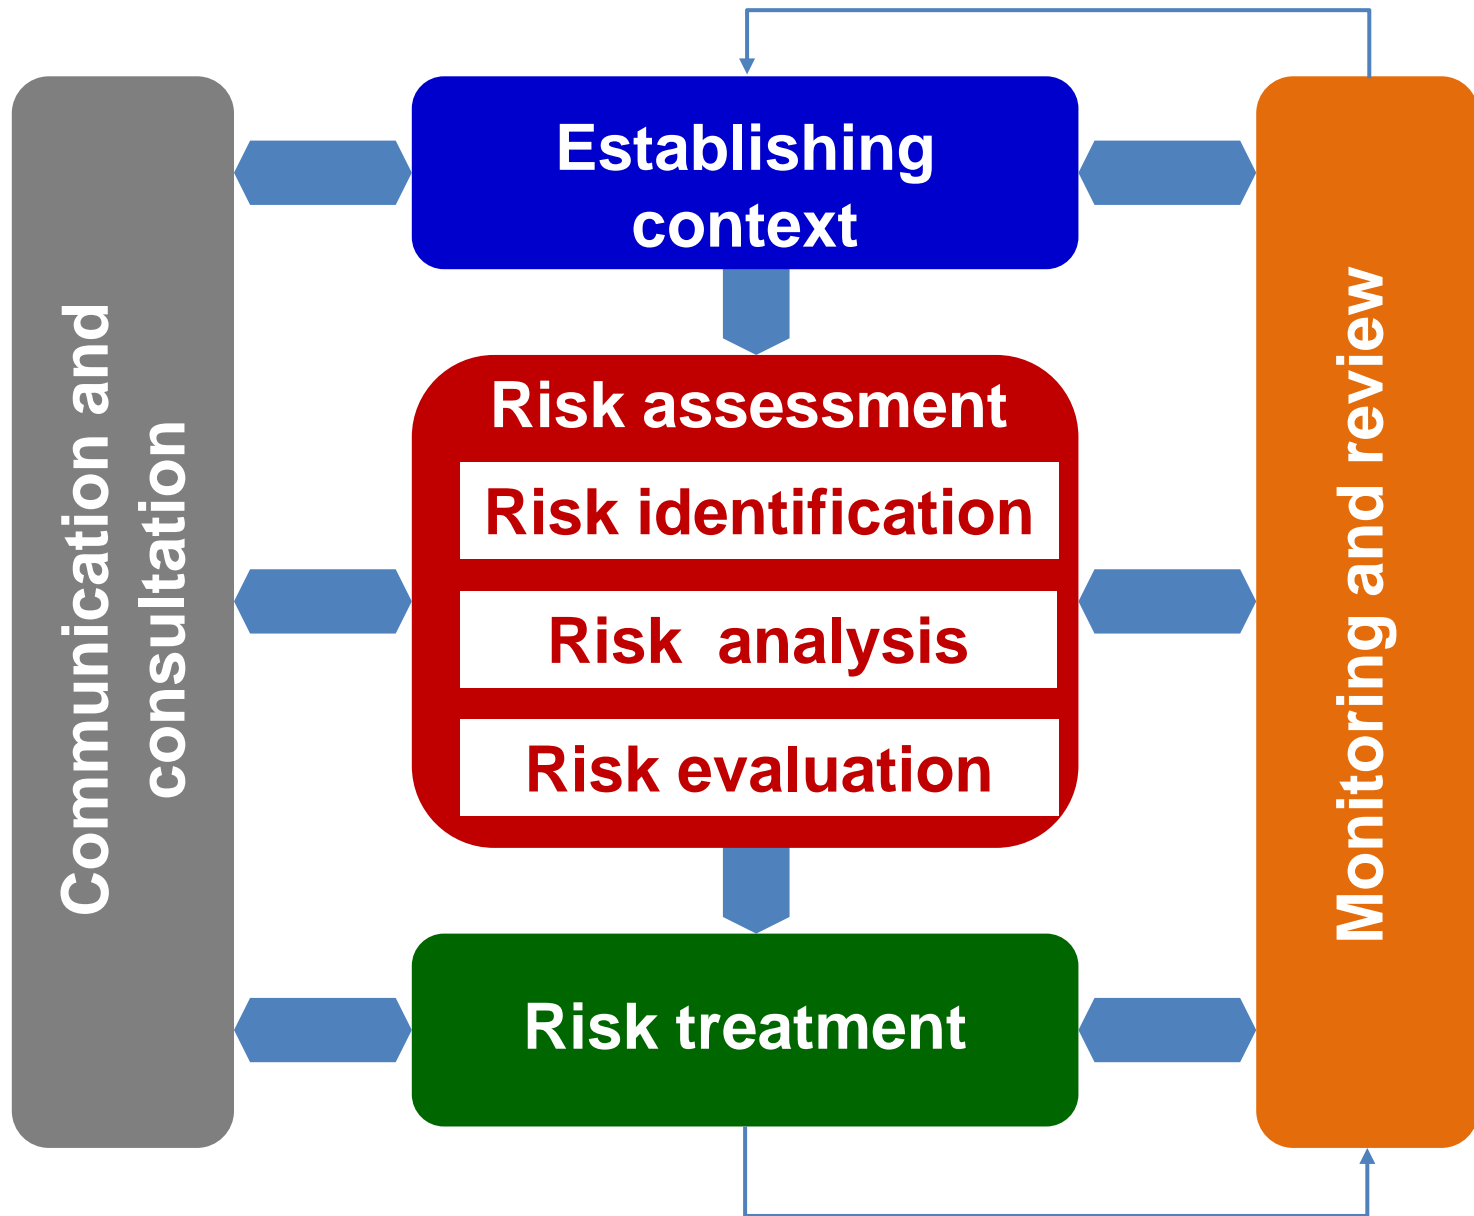 Establishing
context
Communication and
consultation
Risk assessment
Risk identification
Risk  analysis
Risk evaluation
Monitoring and review
Risk treatment